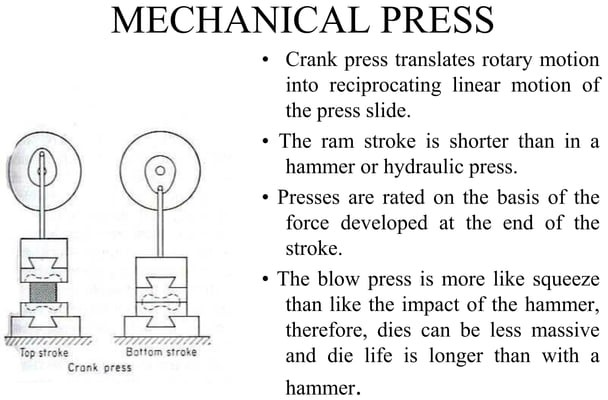 MECHANICAL PRESS
• Crank press translates rotary motion
into reciprocating linear motion of
the press slide.
• The ram stroke is shorter than in a
hammer or hydraulic press.
• Presses are rated on the basis of the
force developed at the end of the
stroke.
• The blow press is more like squeeze
than like the impact of the hammer,
therefore, dies can be less massive
and die life is longer than with a
hammer.
Top stroke
Bottom stroke
Crank press